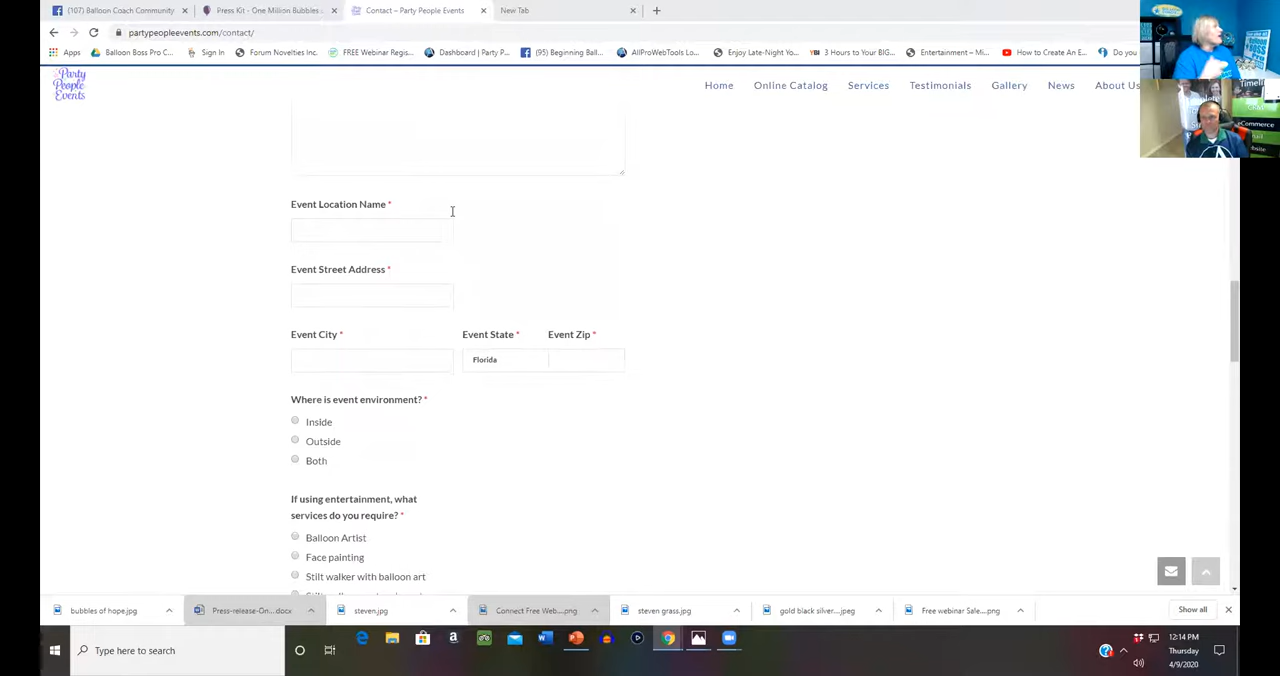 (107) Balloon Coach Community
Press Kit - One Million Bubbles
Contact – Party People Events
New Tab
partypeopleevents.com/contact/
Apps
Balloon Boss Pro C...
Sign In
Forum Novelties Inc.
FREE Webinar Regis...
Dashboard | Party P...
(95) Beginning Ball...
AllProWebTools Lo...
Enjoy Late-Night Yo...
3 Hours to Your BIG...
Entertainment – Mi...
How to Create An E...
Do you
Party
People
Events
Home
Online Catalog
Services
Testimonials
Gallery
News
About Us
Event Location Name *
Event Street Address *
Event City *
Event State *
Event Zip *
Florida
Where is event environment? *
Inside
Outside
Both
If using entertainment, what
services do you require? *
Balloon Artist
Face painting
Stilt walker with balloon art
bubbles of hope.jpg
Press-release-On....docx
steven.jpg
Connect Free Web....png
steven grass.jpg
gold black silver....jpeg
Free webinar Sale....png
Show all
Type here to search
12:14 PM
Thursday
4/9/2020